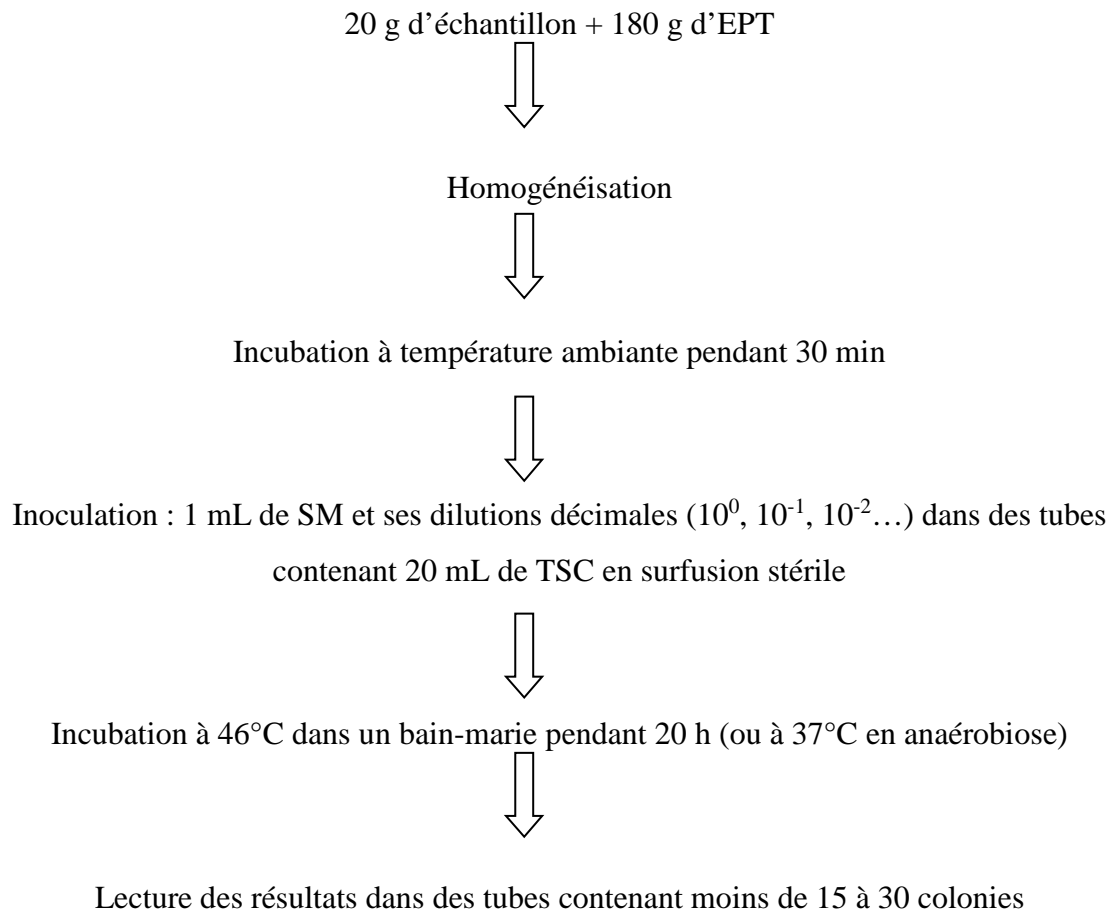 20 g d’échantillon + 180 g d’EPT
Homogénéisation
Incubation à température ambiante pendant 30 min
Inoculation : 1 mL de SM et ses dilutions décimales (10⁰, 10⁻¹, 10⁻²…) dans des tubes
contenant 20 mL de TSC en surfusion stérile
Incubation à 46°C dans un bain-marie pendant 20 h (ou à 37°C en anaérobiose)
Lecture des résultats dans des tubes contenant moins de 15 à 30 colonies